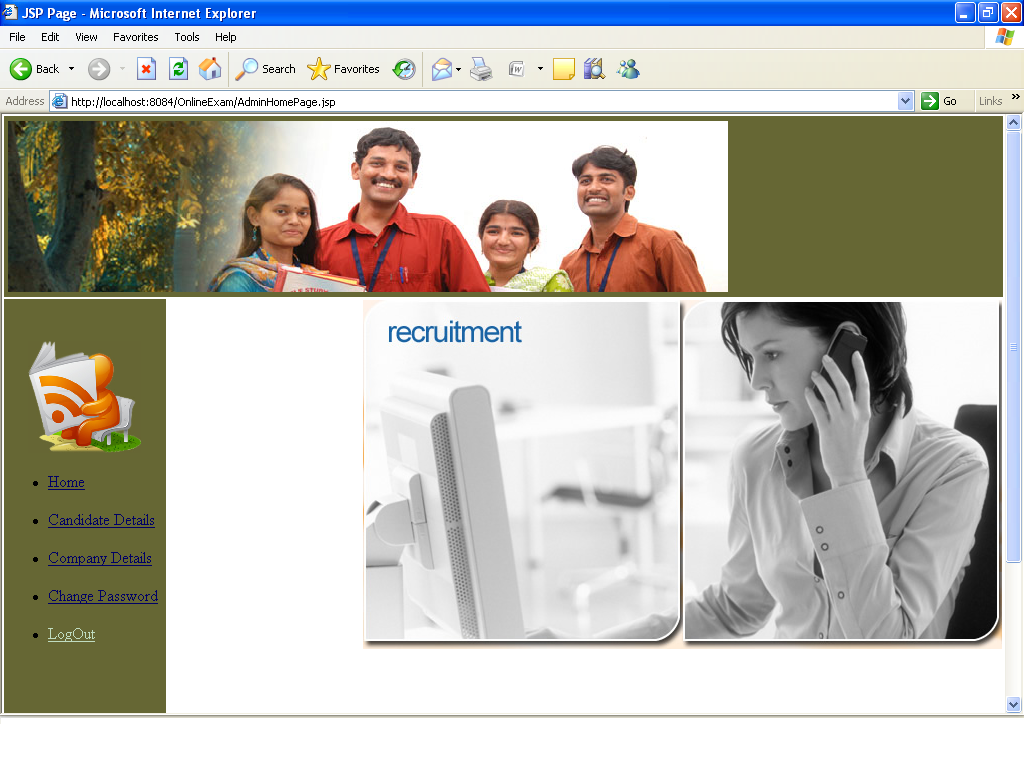 JSP Page - Microsoft Internet Explorer
File Edit View Favorites Tools Help
Back Search Favorites
Address http://localhost:8084/OnlineExam/AdminHomePage.jsp Go Links »
recruitment
Home
Candidate Details
Company Details
Change Password
LogOut